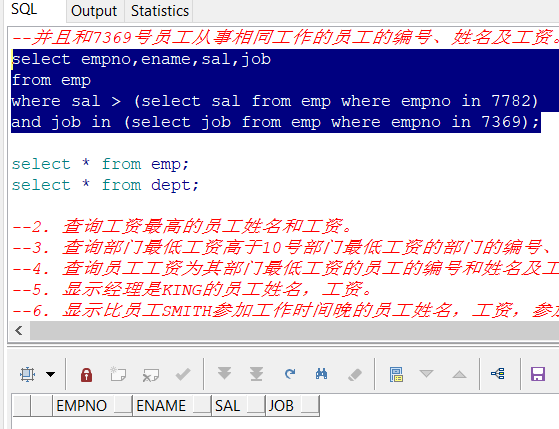 SQL Output Statistics
--并且和7369号员工从事相同工作的员工的编号、姓名及工资。
select empno,ename,sal,job
from emp
where sal > (select sal from emp where empno in 7782)
and job in (select job from emp where empno in 7369);
select * from emp;
select * from dept;
--2. 查询工资最高的员工姓名和工资。
--3. 查询部门最低工资高于10号部门最低工资的部门的编号、
--4. 查询员工工资为其部门最低工资的员工的编号和姓名及工
--5. 显示经理是KING的员工姓名，工资。
--6. 显示比员工SMITH参加工作时间晚的员工姓名，工资，参加
EMPNO ENAME SAL JOB